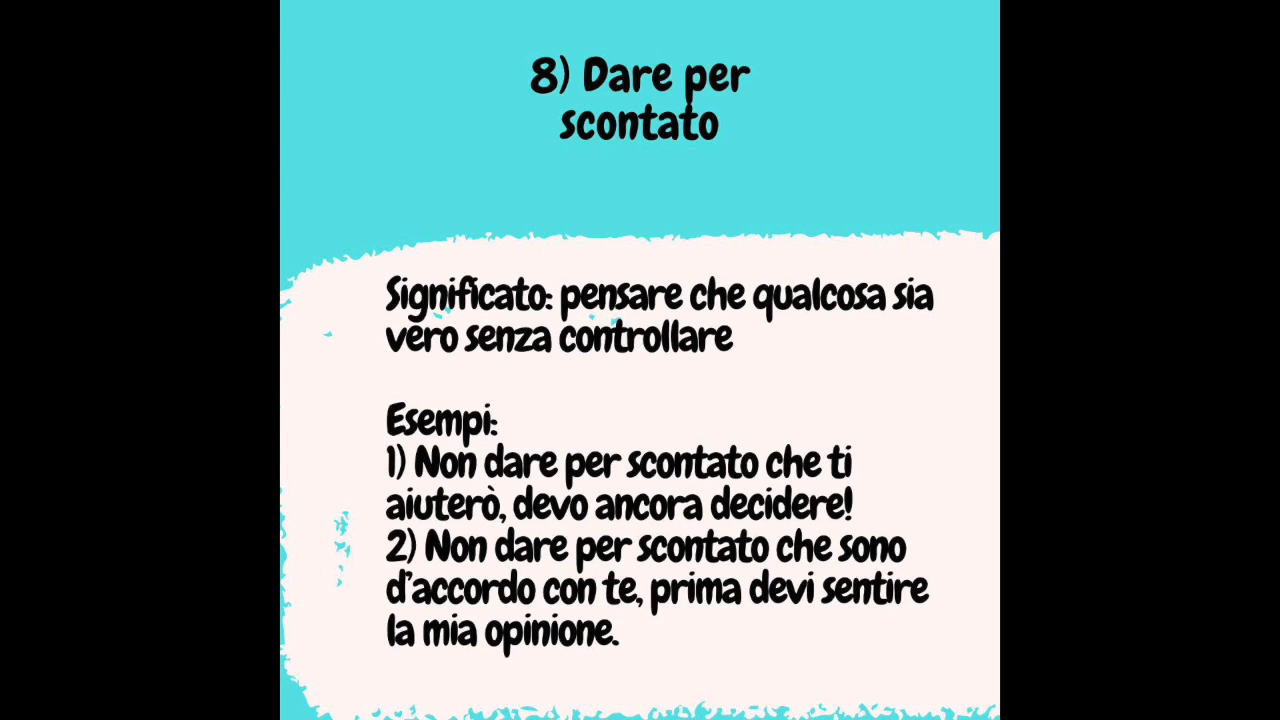 8) Dare per
scontato
Significato: pensare che qualcosa sia
vero senza controllare
Esempi:
1) Non dare per scontato che ti
aiuterò, devo ancora decidere!
2) Non dare per scontato che sono
d'accordo con te, prima devi sentire
la mia opinione.